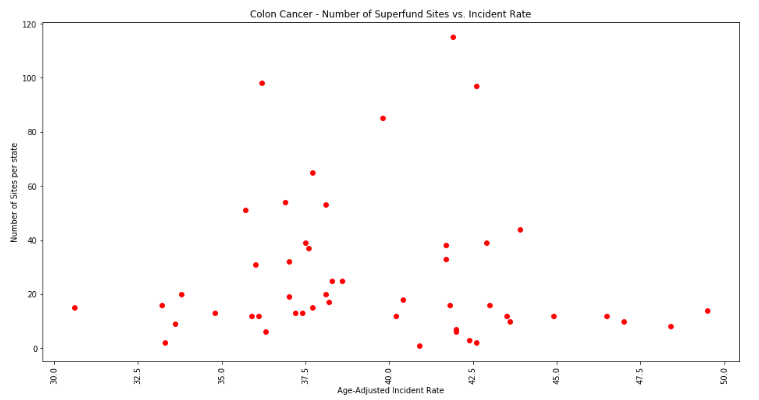 Colon Cancer - Number of Superfund Sites vs. Incident Rate
Number of Sites per state
120
100
80
60
40
20
0
30.0 32.5 35.0 37.5 40.0 42.5 45.0 47.5 50.0
Age-Adjusted Incident Rate